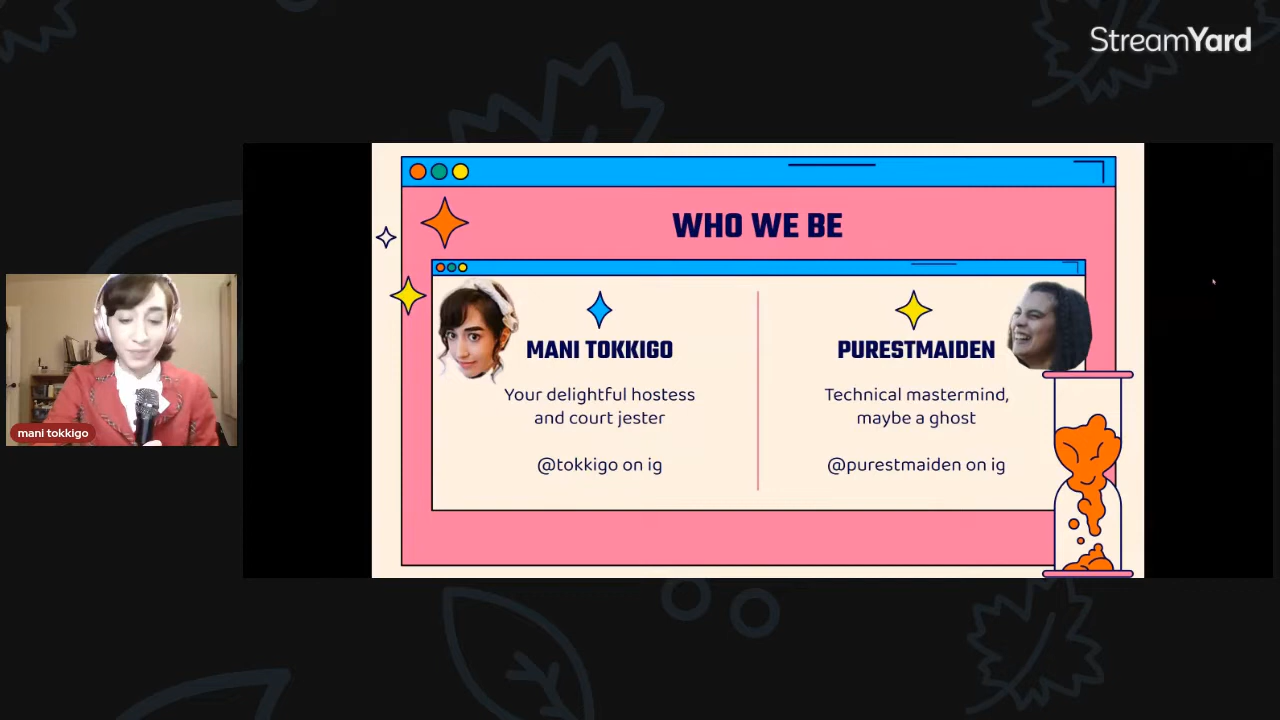 StreamYard
WHO WE BE
MANI TOKKIGO
Your delightful hostess
and court jester
@tokkigo on ig
PURESTMAIDEN
Technical mastermind,
maybe a ghost
@purestmaiden on ig
mani tokkigo